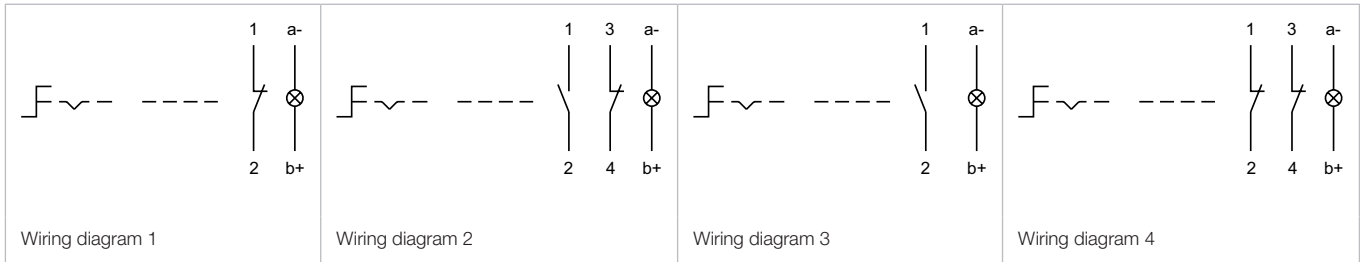 1 a-
2 b+
Wiring diagram 1
1 3 a-
2 4 b+
Wiring diagram 2
1 a-
2 b+
Wiring diagram 3
1 3 a-
2 4 b+
Wiring diagram 4